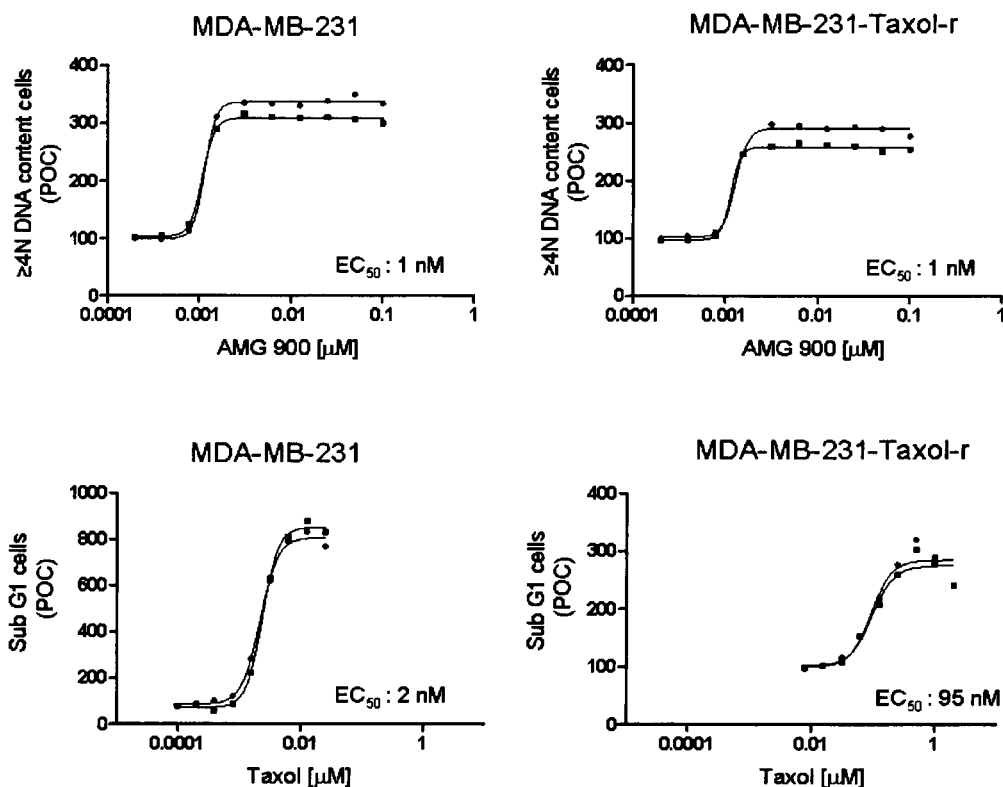 MDA-MB-231
≥4N DNA content cells
(POC)
400
300
200
100
0
EC50 : 1 nM
0.0001
0.001
0.01
0.1
1
AMG 900 [µM]
MDA-MB-231-Taxol-r
≥4N DNA content cells
(POC)
400
300
200
100
0
EC50 : 1 nM
0.0001
0.001
0.01
0.1
1
AMG 900 [µM]
MDA-MB-231
Sub G1 cells
(POC)
1000
800
600
400
200
0
EC50 : 2 nM
0.0001
0.01
1
Taxol [µM]
MDA-MB-231-Taxol-r
Sub G1 cells
(POC)
400
300
200
100
0
EC50 : 95 nM
0.0001
0.01
1
Taxol [µM]